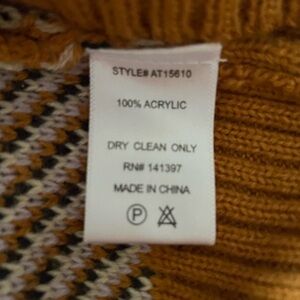 STYLE# AT15610
100% ACRYLIC
DRY CLEAN ONLY
RN# 141397
MADE IN CHINA
P